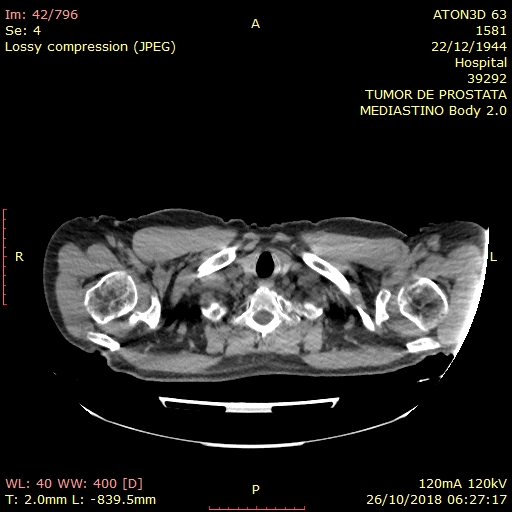 Im: 42/796
Se: 4
Lossy compression (JPEG)
A
ATON3D 63
1581
22/12/1944
Hospital
39292
TUMOR DE PROSTATA
MEDIASTINO Body 2.0
R
L
WL: 40 WW: 400 [D]
T: 2.0mm L: -839.5mm
P
120mA 120kV
26/10/2018 06:27:17